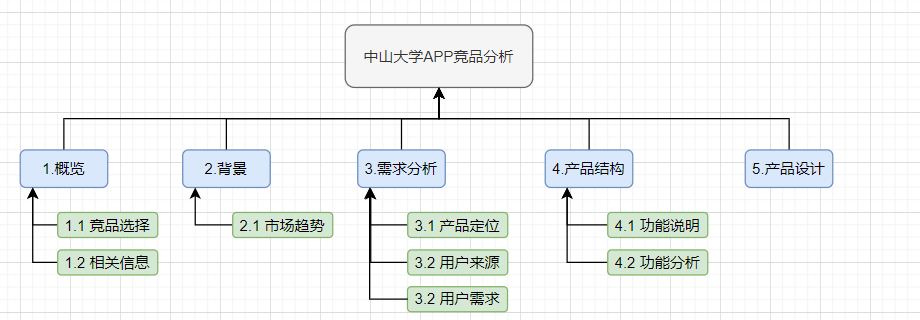 中山大学APP竞品分析
1.概览
2.背景
3.需求分析
4.产品结构
5.产品设计
1.1 竞品选择
2.1 市场趋势
3.1 产品定位
4.1 功能说明
1.2 相关信息
3.2 用户来源
4.2 功能分析
3.2 用户需求